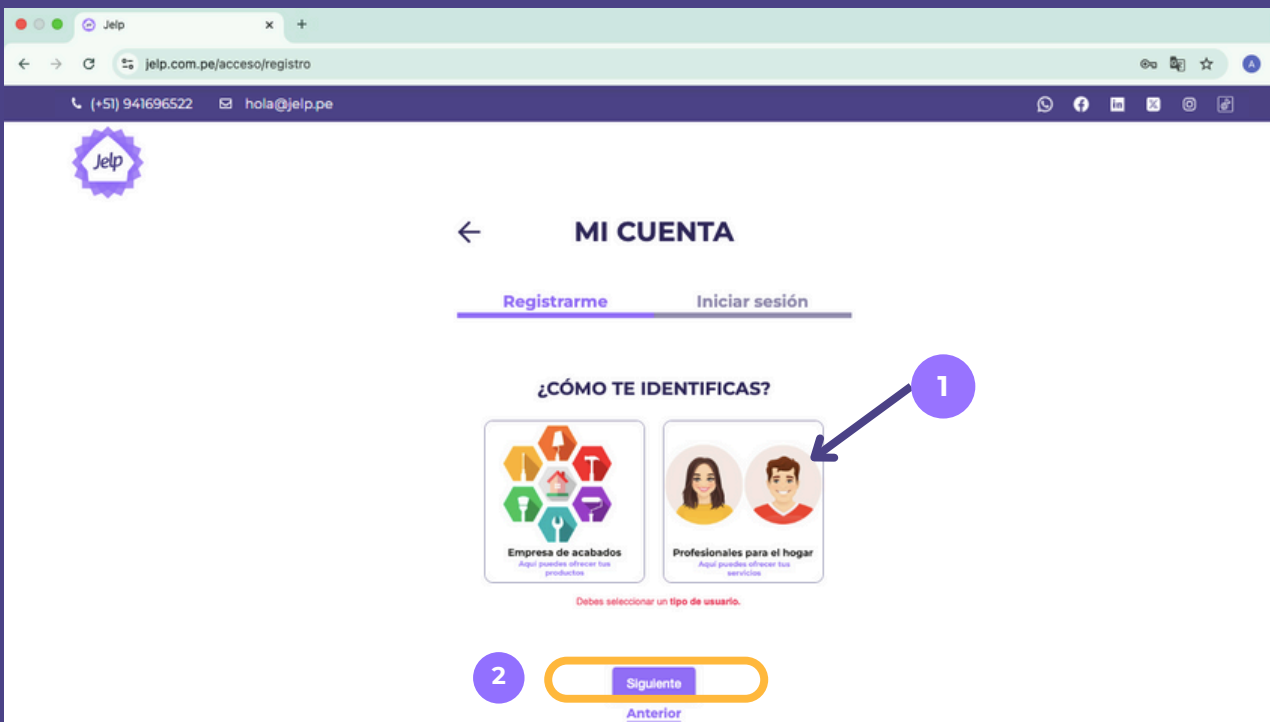 Jelp
jelp.com.pe/acceso/registro
A
(+51) 941696522 hola@jelp.pe
Jelp
MI CUENTA
Registrarme Iniciar sesión
¿CÓMO TE IDENTIFICAS?
1
Empresa de acabados
Aquí puedes ofrecer tus
productos
Profesionales para el hogar
Aquí puedes ofrecer tus
servicios
Debes seleccionar un tipo de usuario.
2
Siguiente
Anterior